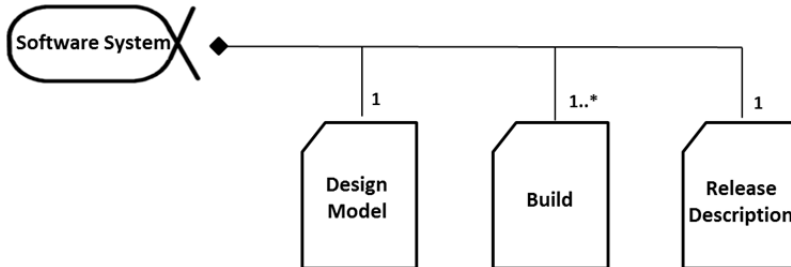 Software System
1
1..*
1
Design
Model
Build
Release
Description